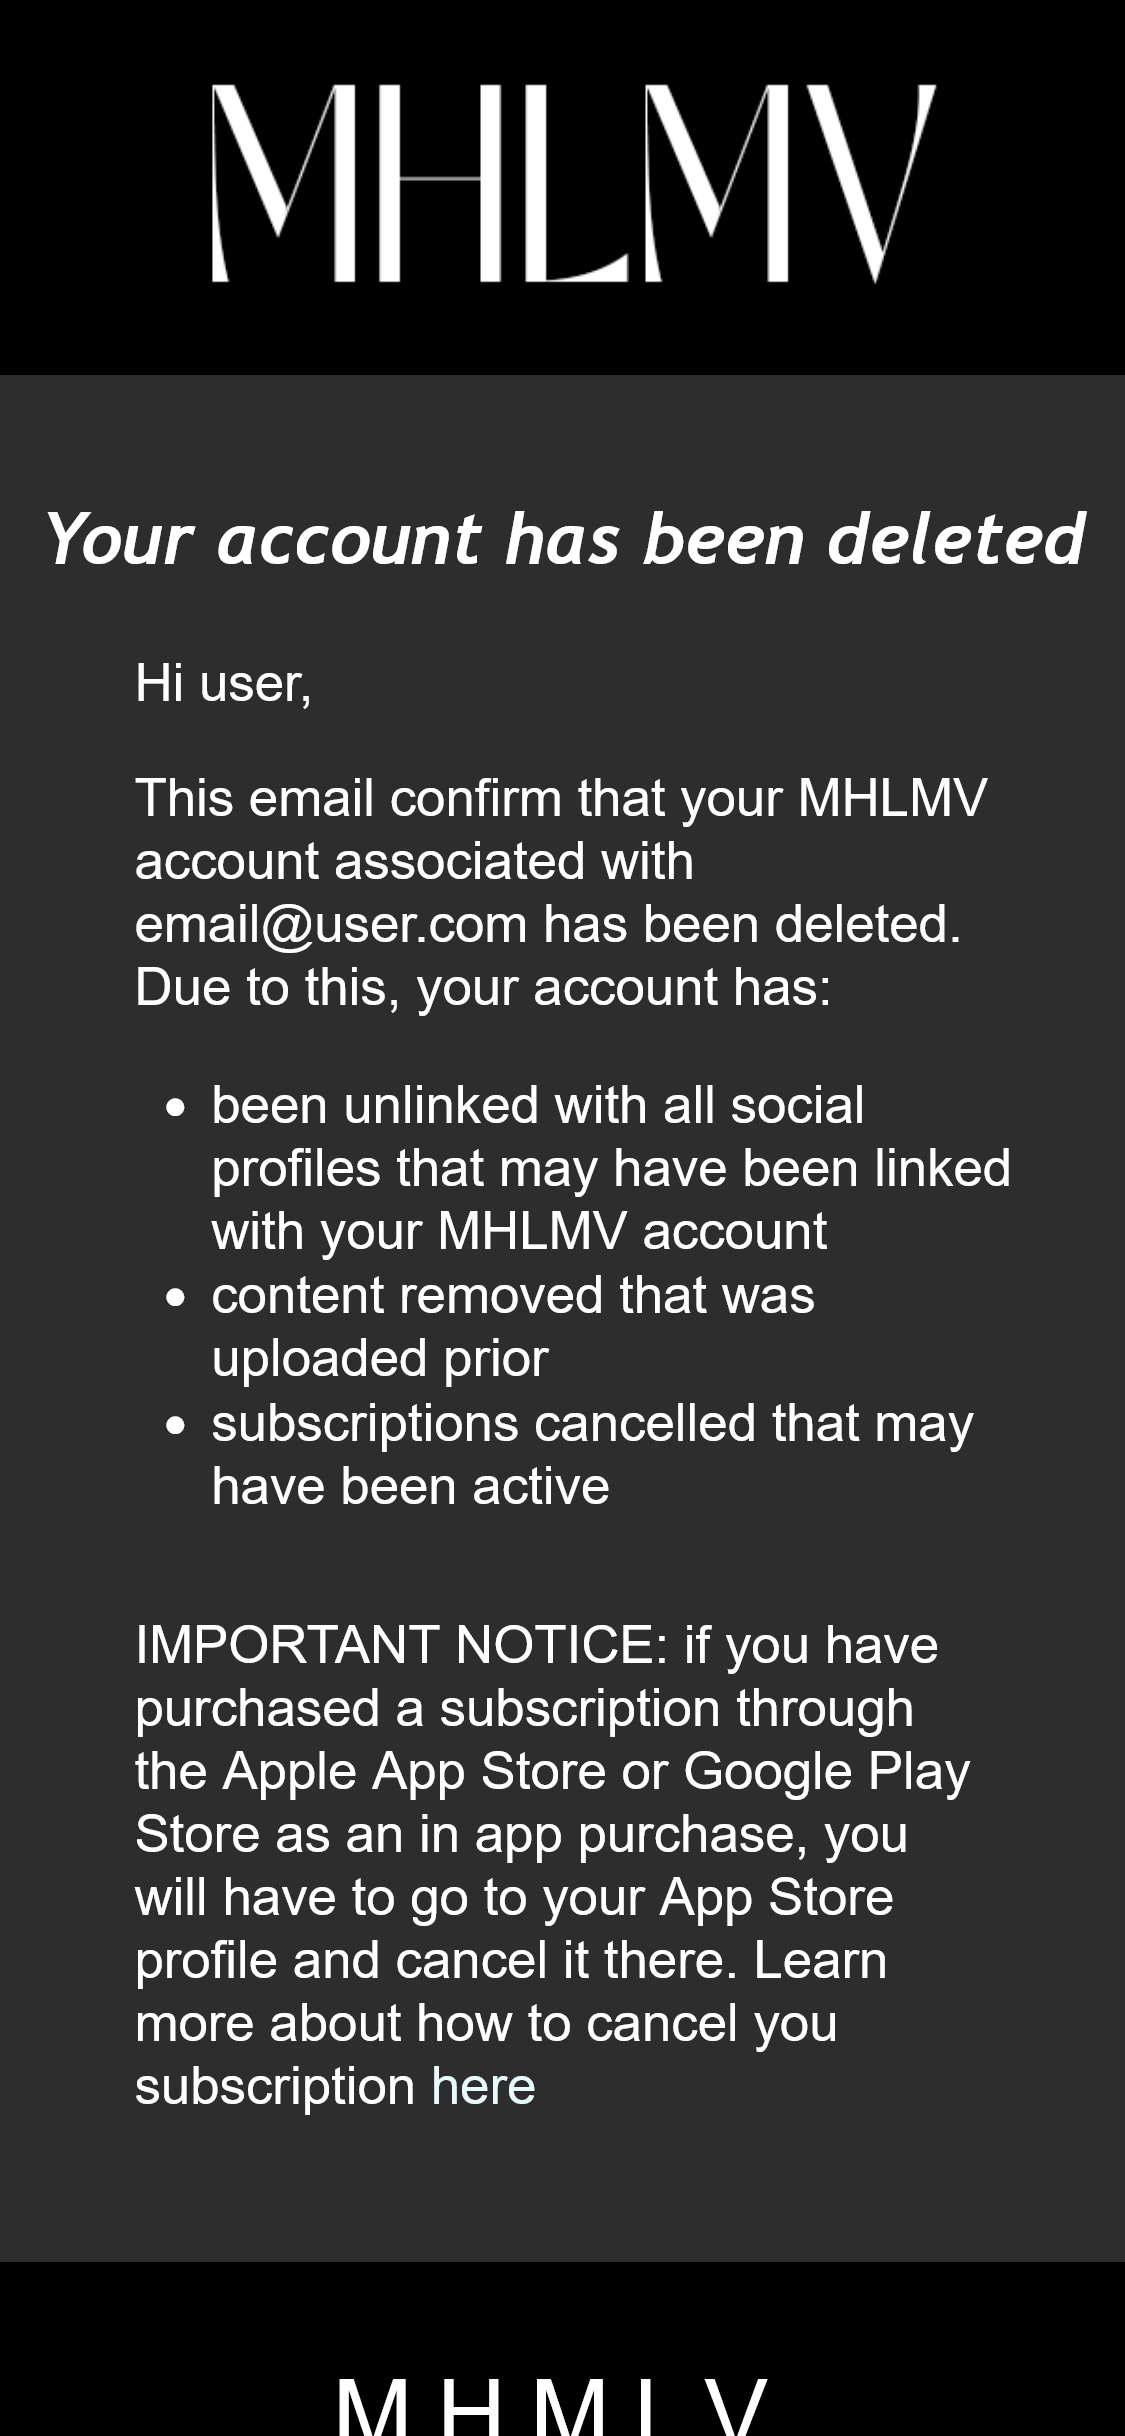 MHLMV
Your account has been deleted
Hi user,
This email confirm that your MHLMV
account associated with
email@user.com has been deleted.
Due to this, your account has:
• been unlinked with all social
profiles that may have been linked
with your MHLMV account
• content removed that was
uploaded prior
• subscriptions cancelled that may
have been active
IMPORTANT NOTICE: if you have
purchased a subscription through
the Apple App Store or Google Play
Store as an in app purchase, you
will have to go to your App Store
profile and cancel it there. Learn
more about how to cancel you
subscription here
M H M L V